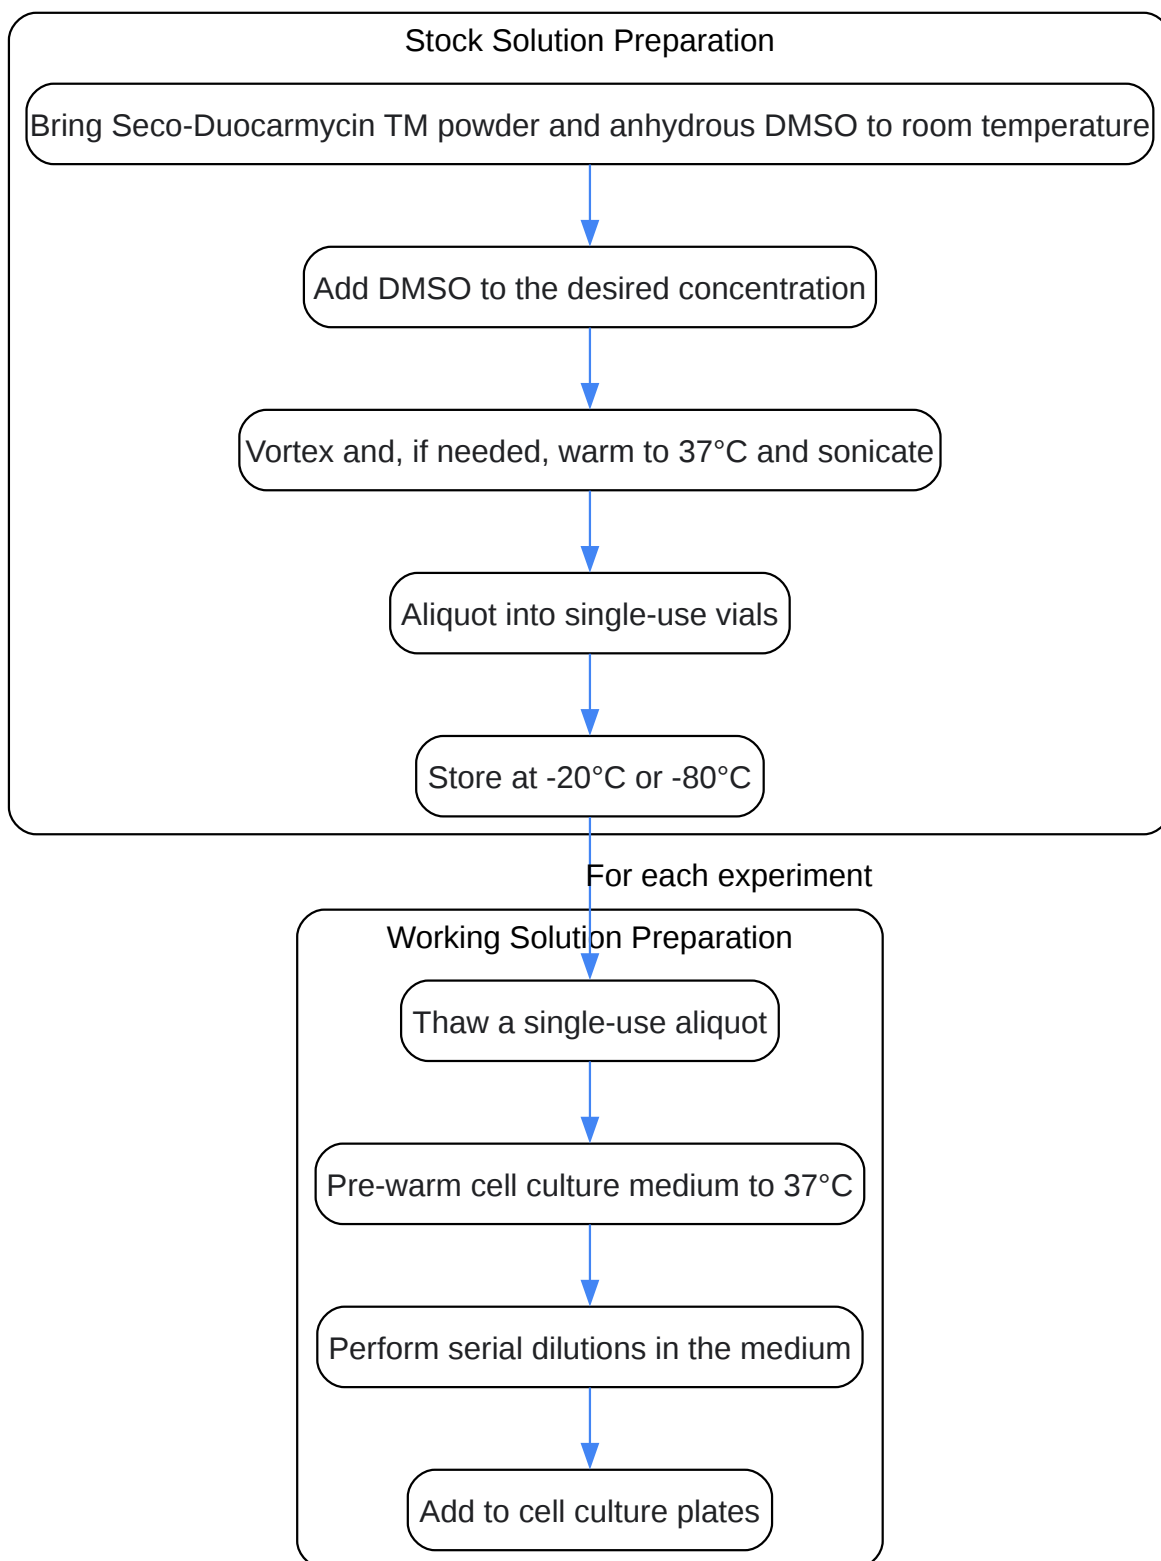 Stock Solution Preparation
Bring Seco-Duocarmycin TM powder and anhydrous DMSO to room temperature
Add DMSO to the desired concentration
Vortex and, if needed, warm to 37°C and sonicate
Aliquot into single-use vials
Store at -20°C or -80°C
For each experiment
Working Solution Preparation
Thaw a single-use aliquot
Pre-warm cell culture medium to 37°C
Perform serial dilutions in the medium
Add to cell culture plates